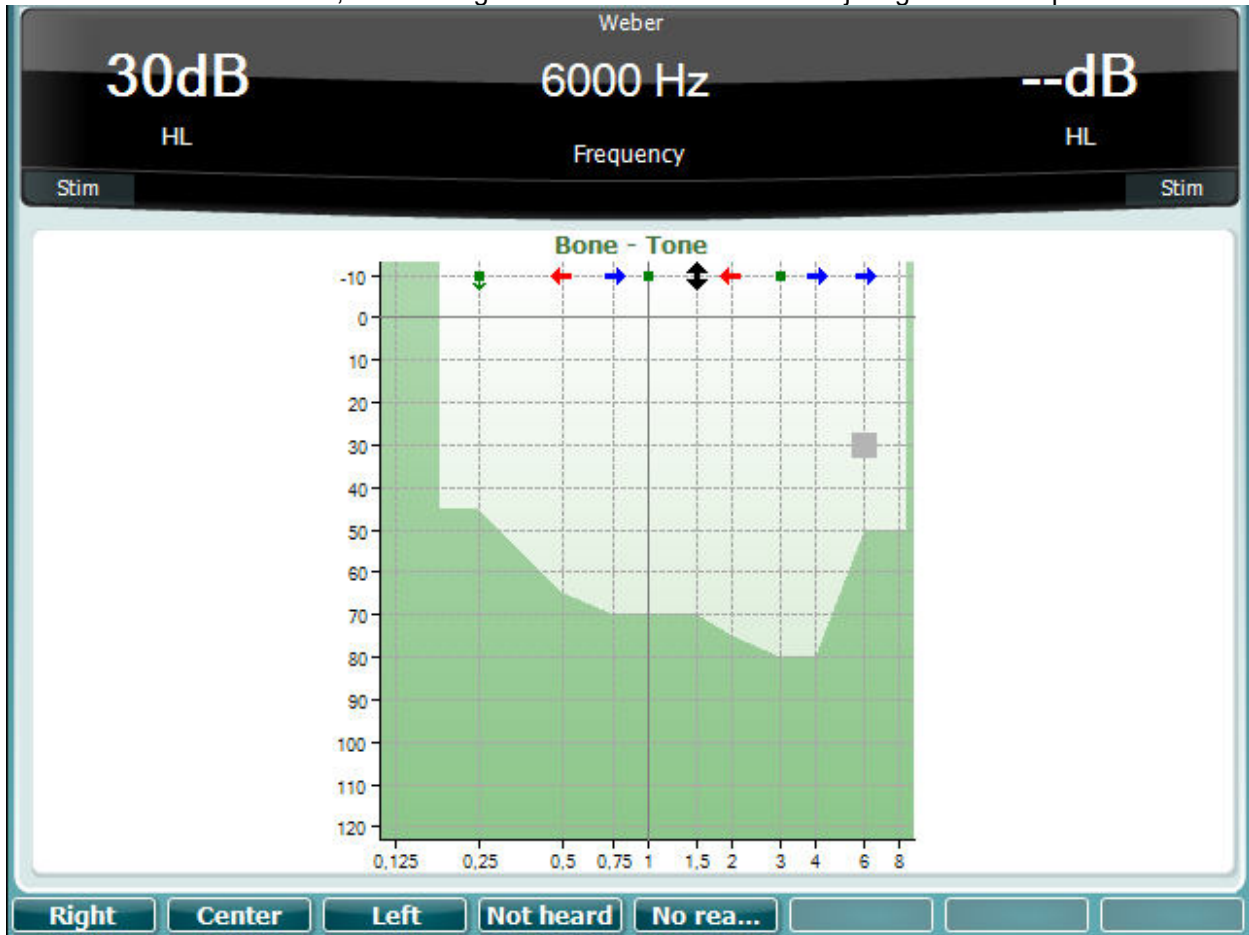 Weber
30dB 6000 Hz --dB
HL Frequency HL
Stim Stim
Bone - Tone
-10
0
10
20
30
40
50
60
70
80
90
100
110
120
0,125 0,25 0,5 0,75 1 1,5 2 3 4 6 8
Right Center Left Not heard No rea...